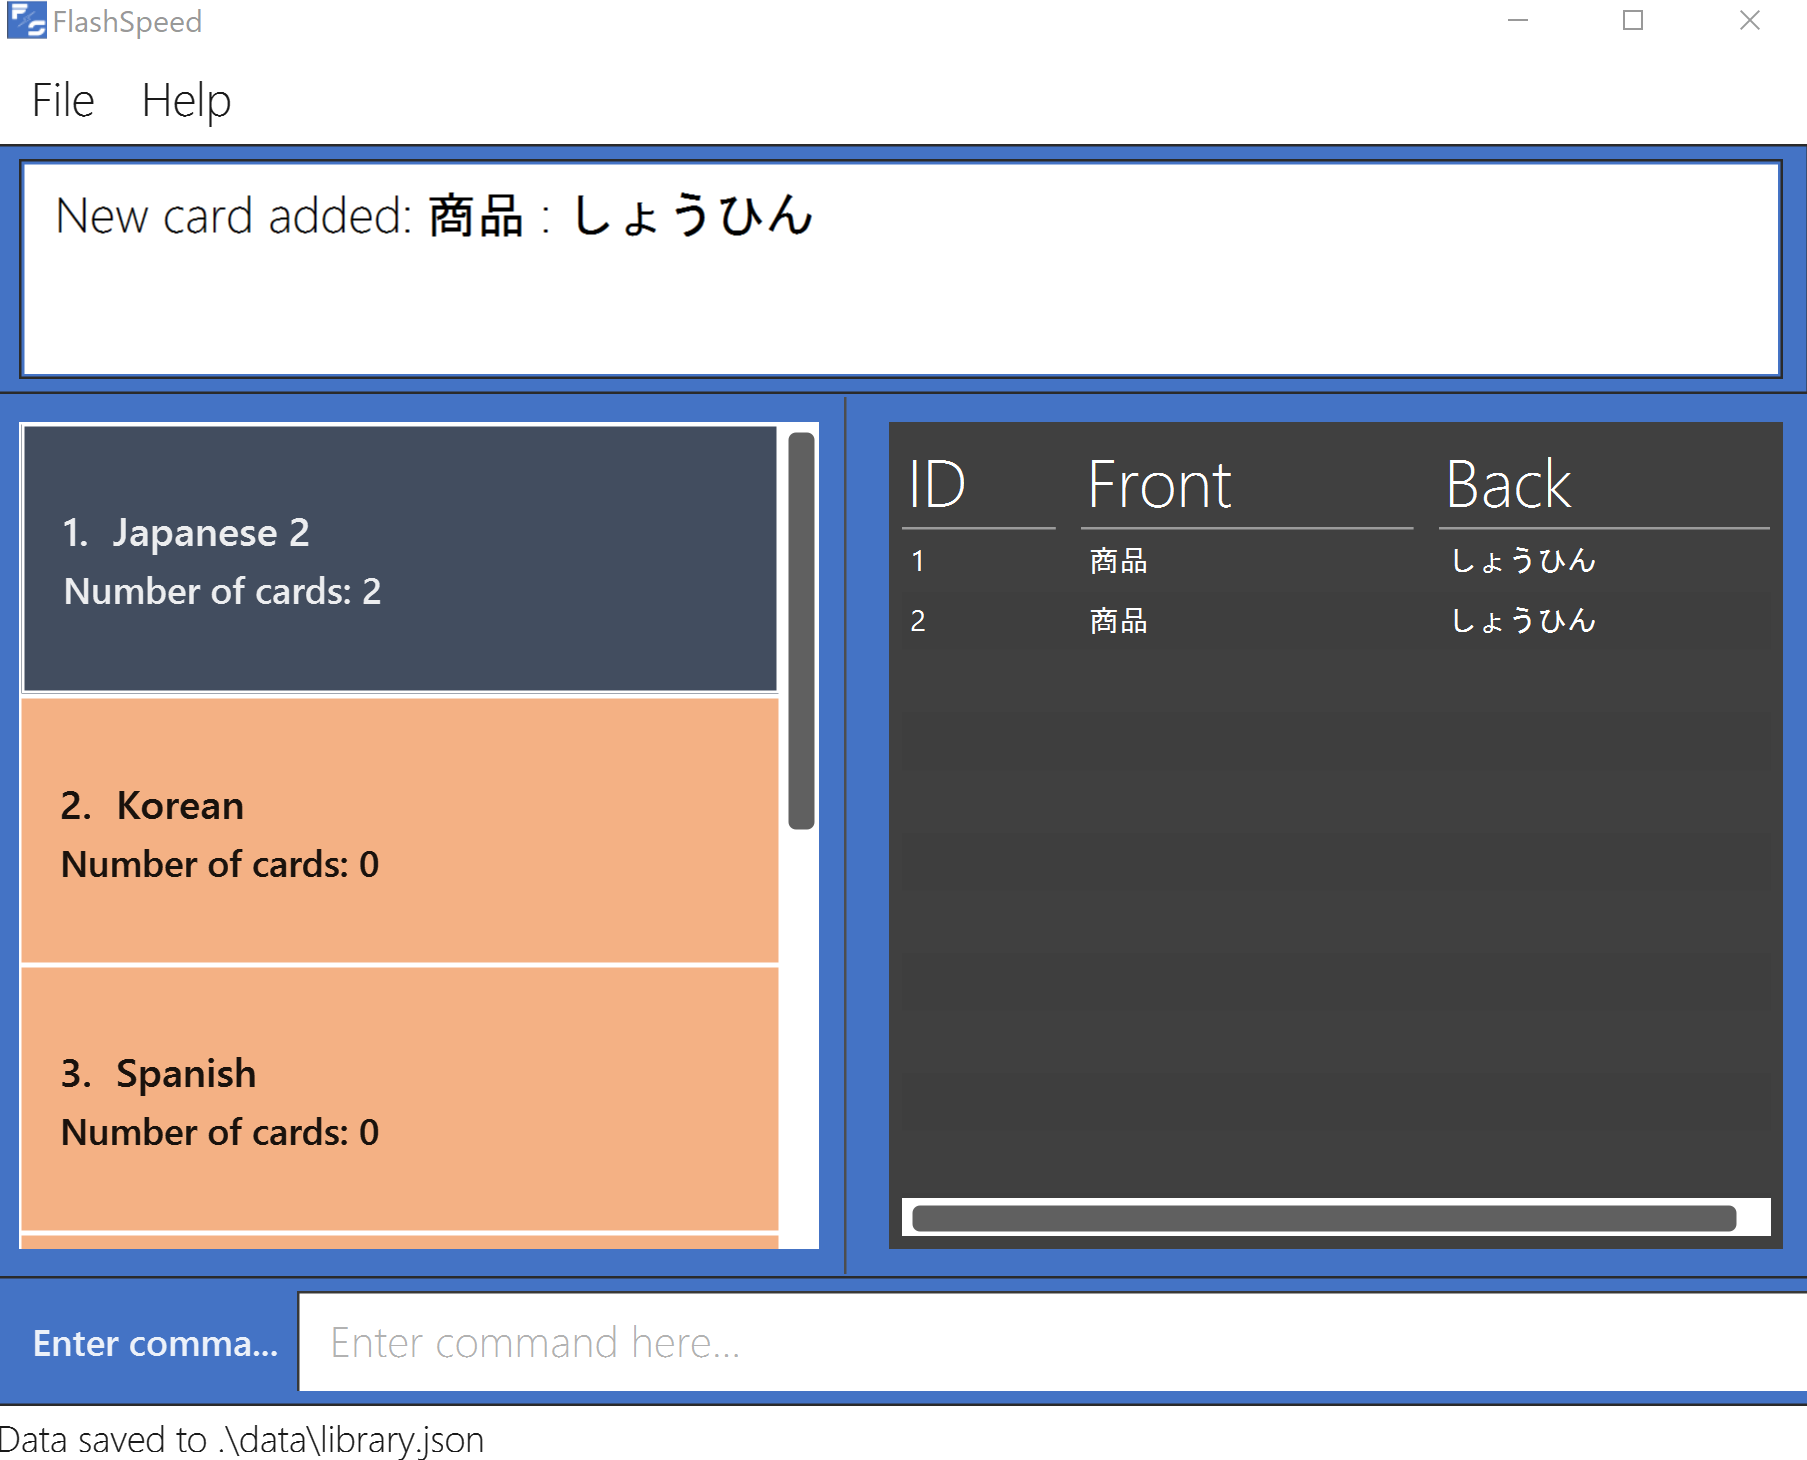 FlashSpeed
File Help
New card added: 商品 : しょうひん
1. Japanese 2
Number of cards: 2
2. Korean
Number of cards: 0
3. Spanish
Number of cards: 0
ID Front Back
1 商品 しょうひん
2 商品 しょうひん
Enter comma... Enter command here...
Data saved to .\data\library.json